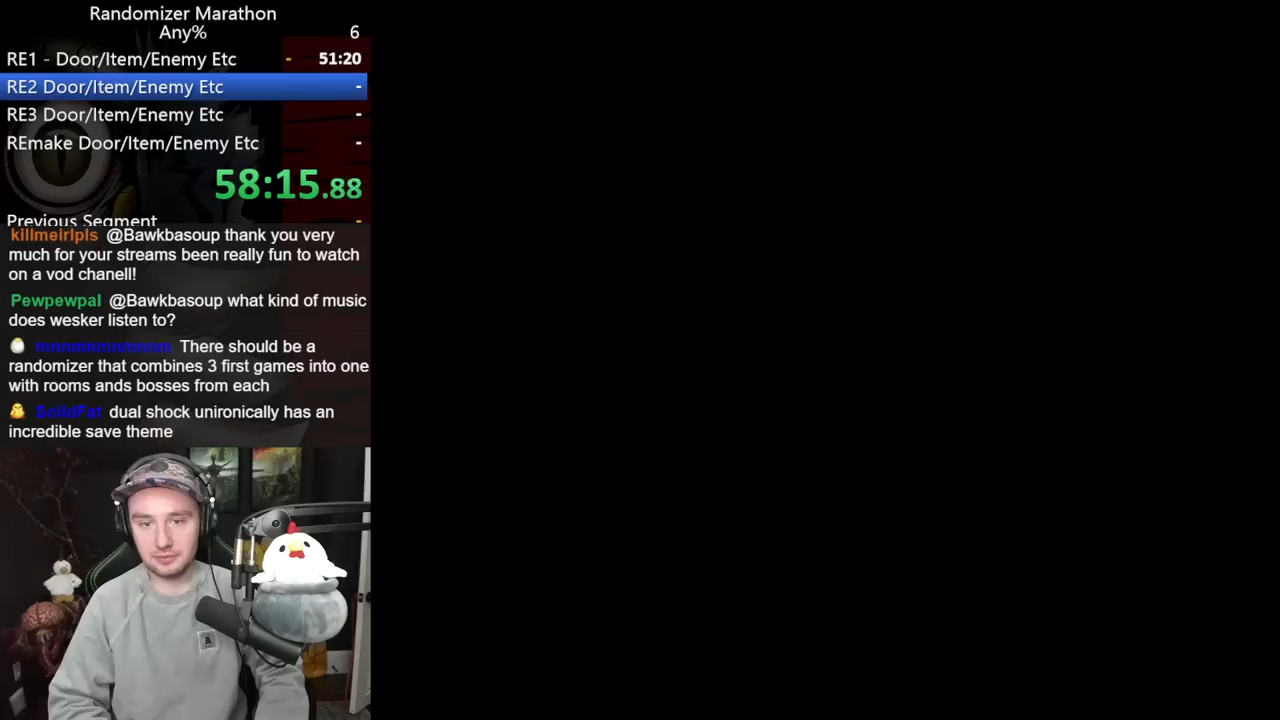 Randomizer Marathon
Any% 6
RE1 - Door/Item/Enemy Etc - 51:20
RE2 Door/Item/Enemy Etc -
RE3 Door/Item/Enemy Etc -
REmake Door/Item/Enemy Etc -
58:15.88
Previous Segment -
killmeirlpls @Bawkbasoup thank you very
much for your streams been really fun to watch
on a vod chanell!
Pewpewpal @Bawkbasoup what kind of music
does wesker listen to?
There should be a
randomizer that combines 3 first games into one
with rooms ands bosses from each
SolidFat dual shock unironically has an
incredible save theme